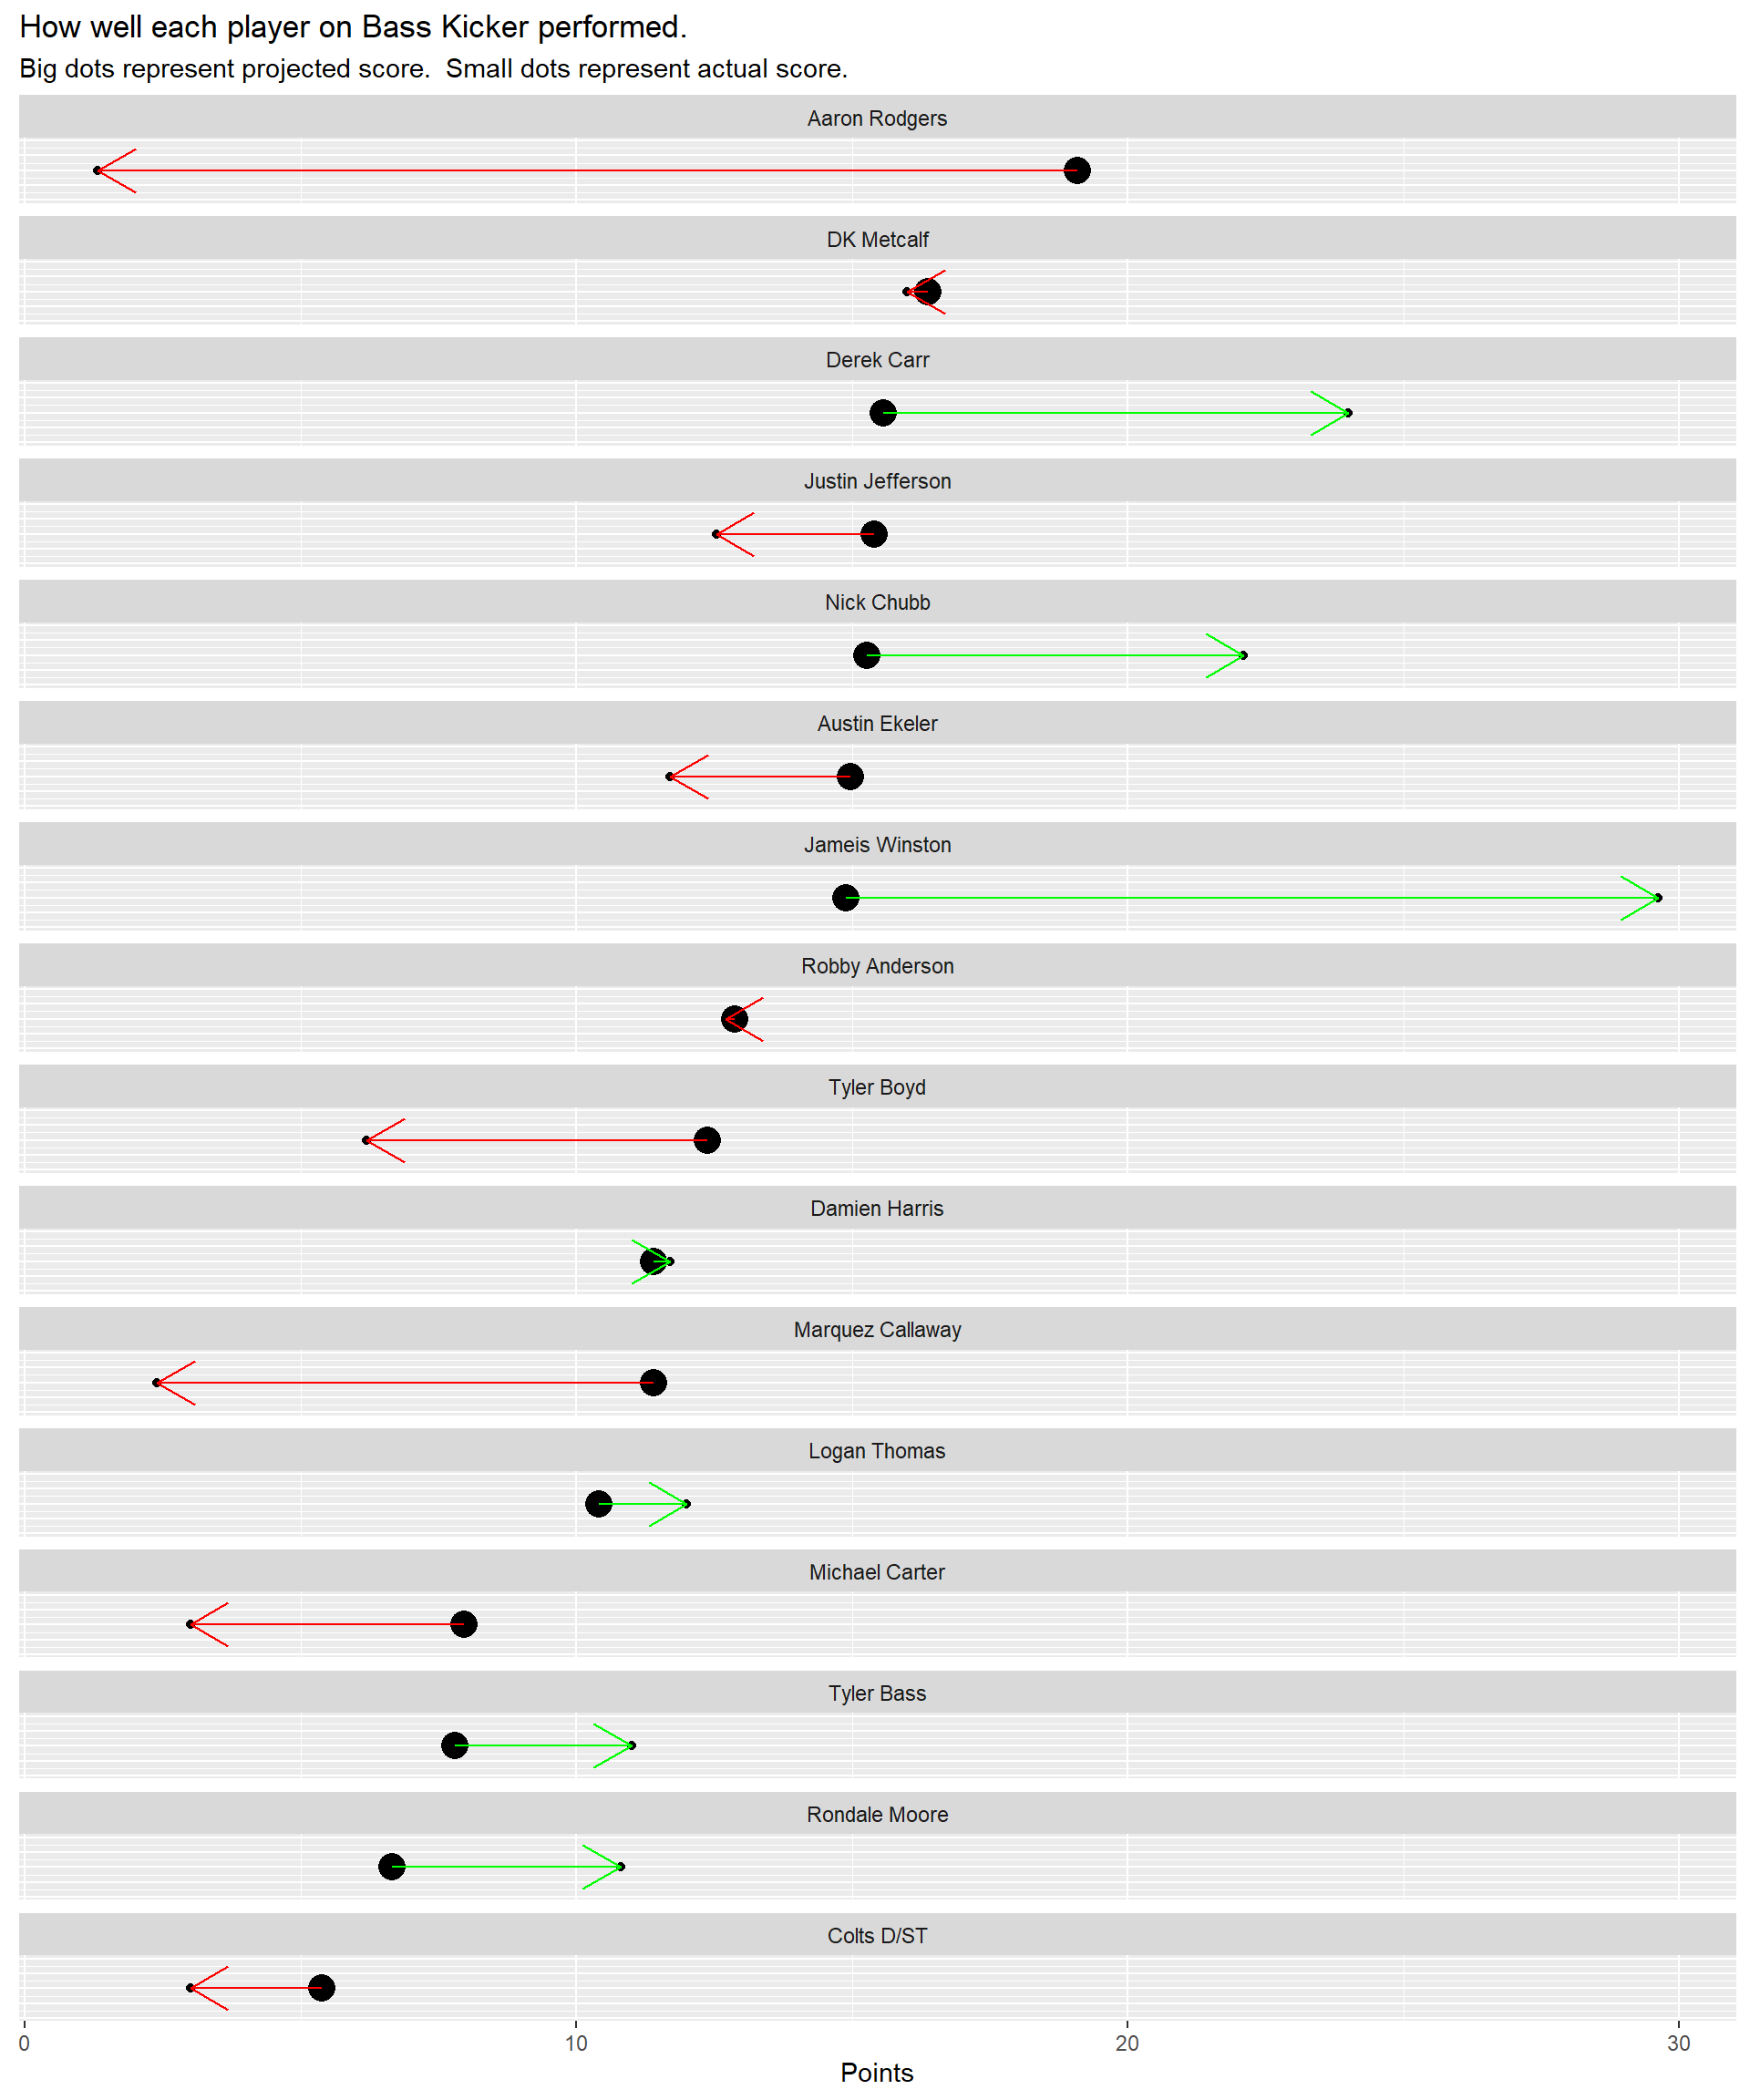 How well each player on Bass Kicker performed.
Big dots represent projected score.  Small dots represent actual score.
Aaron Rodgers
DK Metcalf
Derek Carr
Justin Jefferson
Nick Chubb
Austin Ekeler
Jameis Winston
Robby Anderson
Tyler Boyd
Damien Harris
Marquez Callaway
Logan Thomas
Michael Carter
Tyler Bass
Rondale Moore
Colts D/ST
0 10 20 30
Points